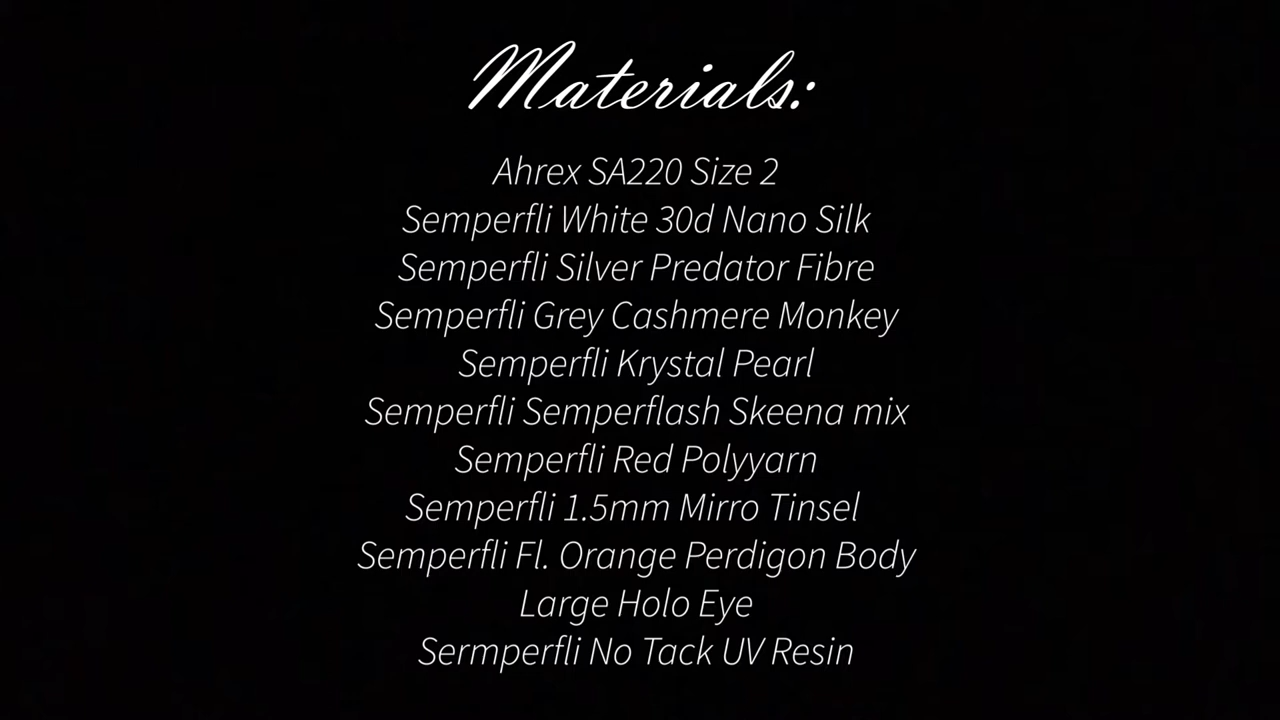 Materials:
Ahrex SA220 Size 2
Semperfli White 30d Nano Silk
Semperfli Silver Predator Fibre
Semperfli Grey Cashmere Monkey
Semperfli Krystal Pearl
Semperfli Semperflash Skeena mix
Semperfli Red Polyyarn
Semperfli 1.5mm Mirro Tinsel
Semperfli Fl. Orange Perdigon Body
Large Holo Eye
Sermperfli No Tack UV Resin